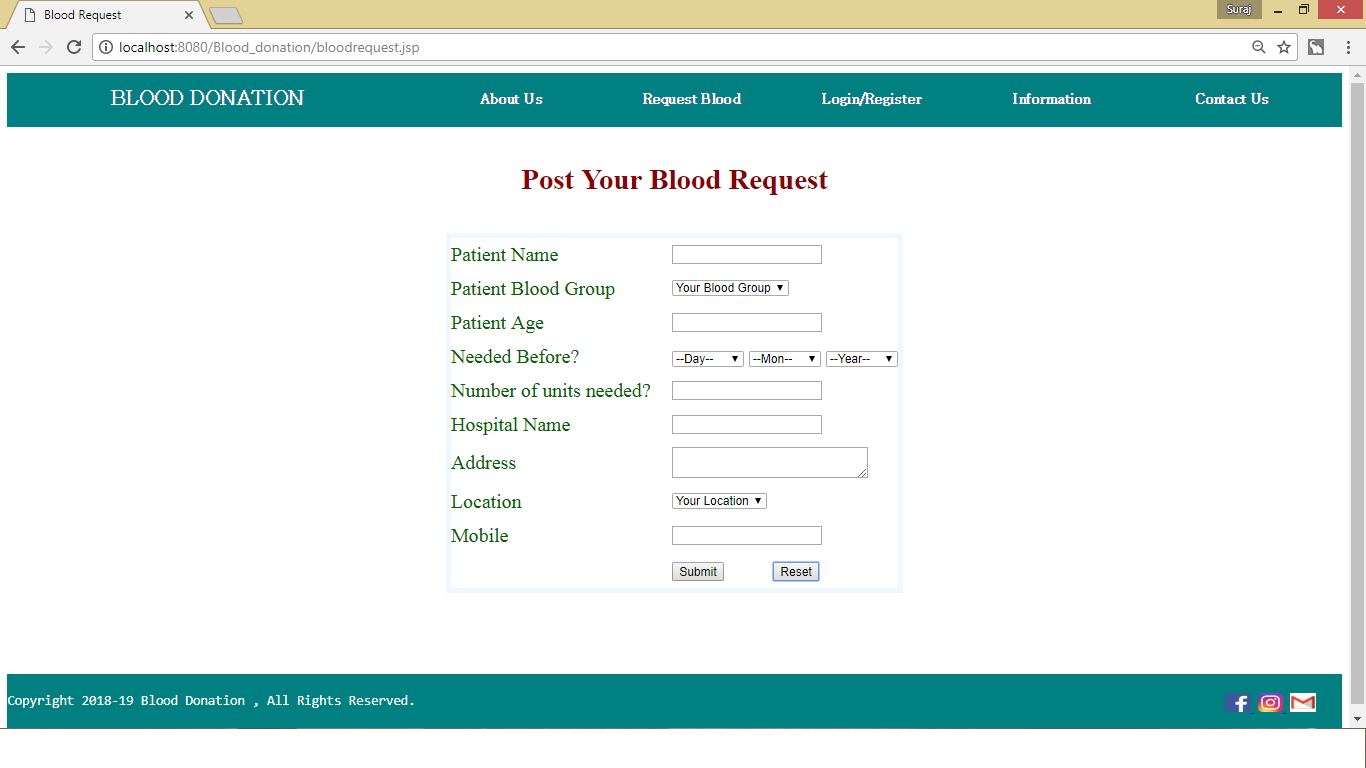 Blood Request
Suraj
localhost:8080/Blood_donation/bloodrequest.jsp
BLOOD DONATION About Us Request Blood Login/Register Information Contact Us
Post Your Blood Request
Patient Name
Patient Blood Group Your Blood Group
Patient Age
Needed Before? --Day-- --Mon-- --Year--
Number of units needed?
Hospital Name
Address
Location Your Location
Mobile
Submit Reset
Copyright 2018-19 Blood Donation , All Rights Reserved.